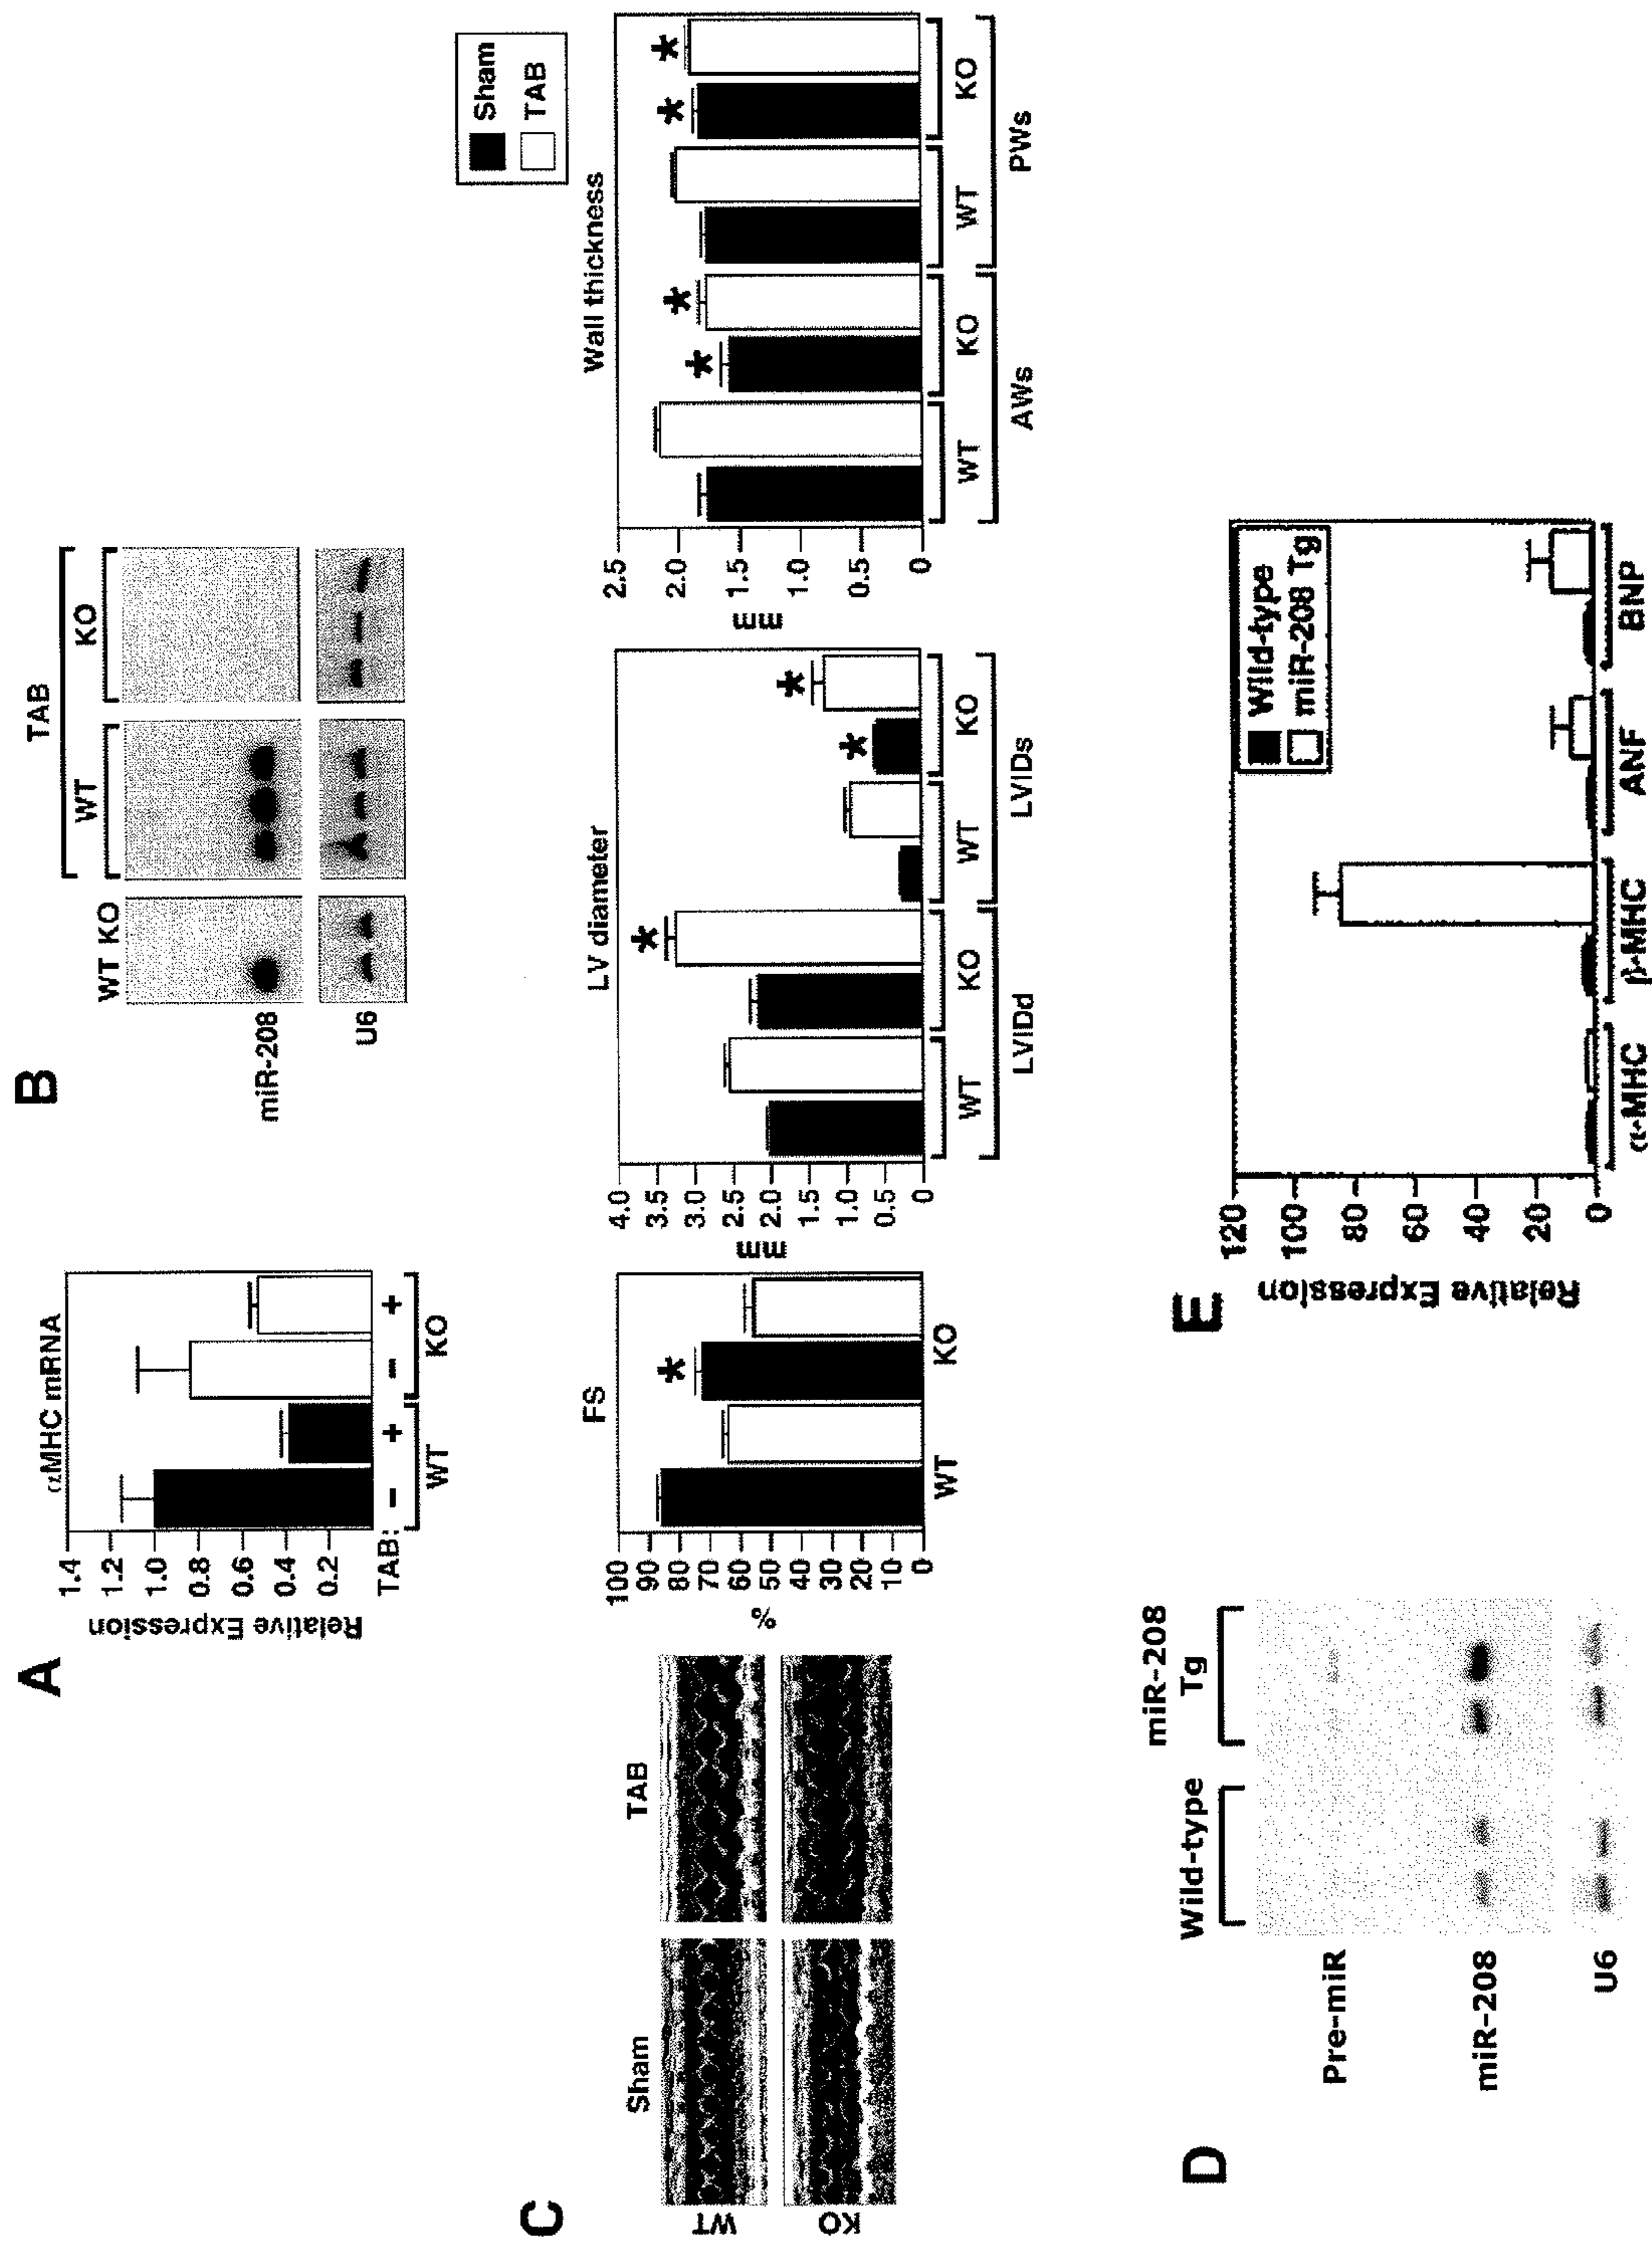 A
αMHC mRNA
Relative Expression
1.4
1.2
1.0
0.8
0.6
0.4
0.2
TAB: − + − +
WT KO
B
TAB
WT KO WT KO
miR-208
U6
C
Sham TAB
WT
KO
FS
%
100
90
80
70
60
50
40
30
20
10
0
*
WT KO
LV diameter
mm
4.0
3.5
3.0
2.5
2.0
1.5
1.0
0.5
0
* * *
WT KO WT KO
LVIDd LVIDs
Sham
TAB
Wall thickness
mm
2.5
2.0
1.5
1.0
0.5
0
* * * *
WT KO WT KO
AWs PWs
D
Wild-type miR-208
Tg
Pre-miR
miR-208
U6
E
Relative Expression
120
100
80
60
40
20
0
Wild-type
miR-208 Tg
α-MHC β-MHC ANF BNP